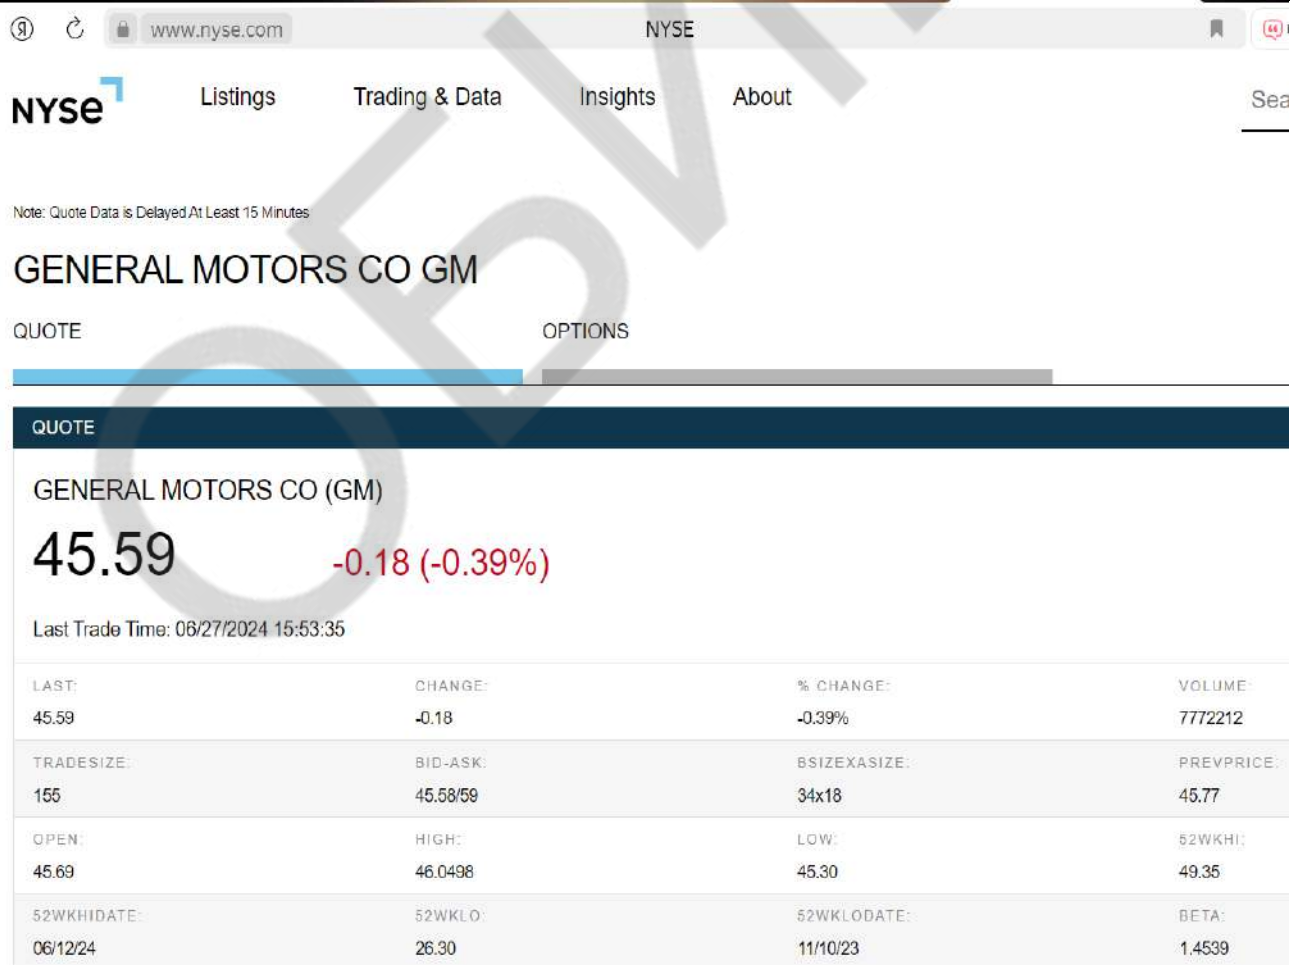 www.nyse.com NYSE
NYSE Listings Trading & Data Insights About Sea
Note: Quote Data is Delayed At Least 15 Minutes
GENERAL MOTORS CO GM
QUOTE OPTIONS
QUOTE
GENERAL MOTORS CO (GM)
45.59 -0.18 (-0.39%)
Last Trade Time: 06/27/2024 15:53:35
LAST: CHANGE: % CHANGE: VOLUME:
45.59 -0.18 -0.39% 7772212
TRADESIZE: BID-ASK: BSIZEXASIZE: PREVPRICE:
155 45.58/59 34x18 45.77
OPEN: HIGH: LOW: 52WKHI:
45.69 46.0498 45.30 49.35
52WKHIDATE: 52WKLO: 52WKLODATE: BETA:
06/12/24 26.30 11/10/23 1.4539